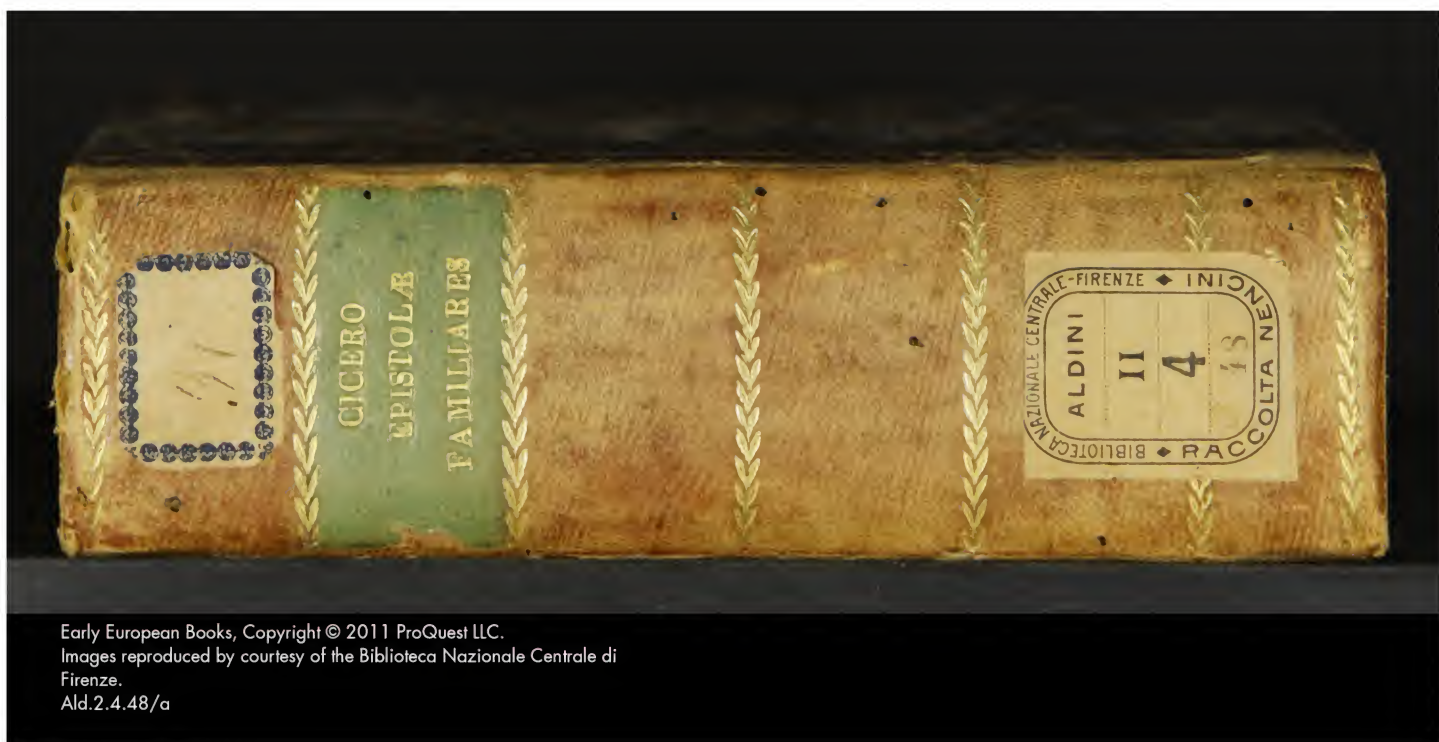 CICERO
EPISTOLÆ
FAMILIARES
BIBLIOTECA NAZIONALE CENTRALE-FIRENZE ◆ RACCOLTA NENCINI ◆
ALDINI
II
4
48
Early European Books, Copyright © 2011 ProQuest LLC.
Images reproduced by courtesy of the Biblioteca Nazionale Centrale di
Firenze.
Ald.2.4.48/a